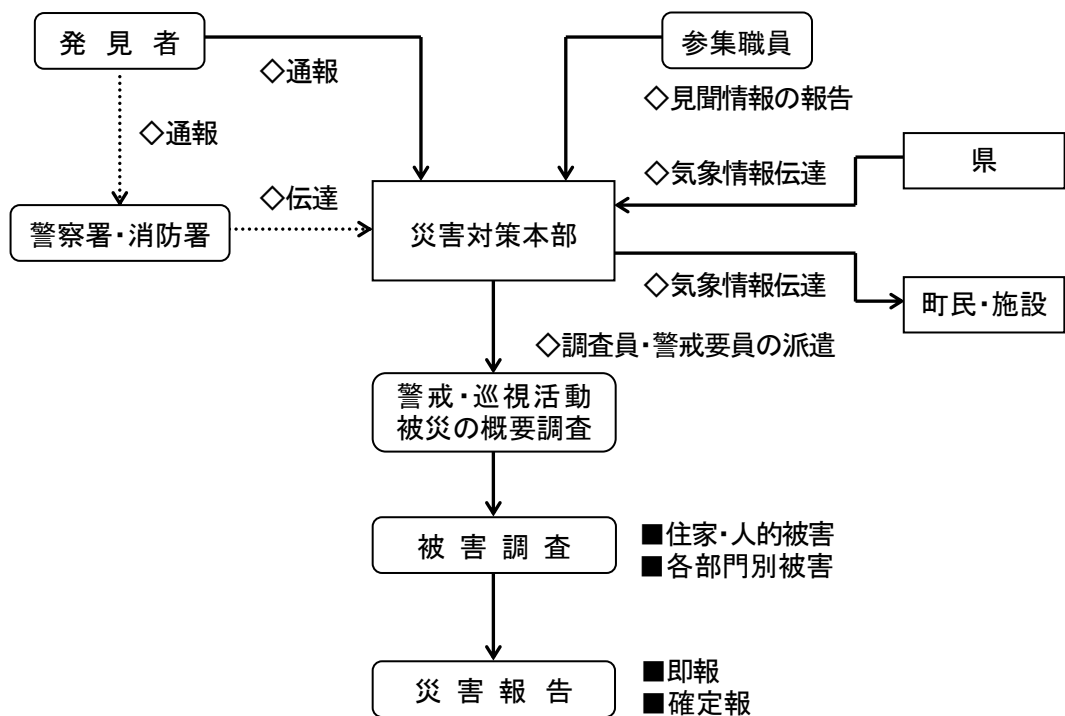 発見者
参集職員
◇通報
◇見聞情報の報告
◇通報
県
◇気象情報伝達
◇伝達
警察署・消防署
災害対策本部
◇気象情報伝達
町民・施設
◇調査員・警戒要員の派遣
警戒・巡視活動
被災の概要調査
被害調査
■住家・人的被害
■各部門別被害
災害報告
■即報
■確定報